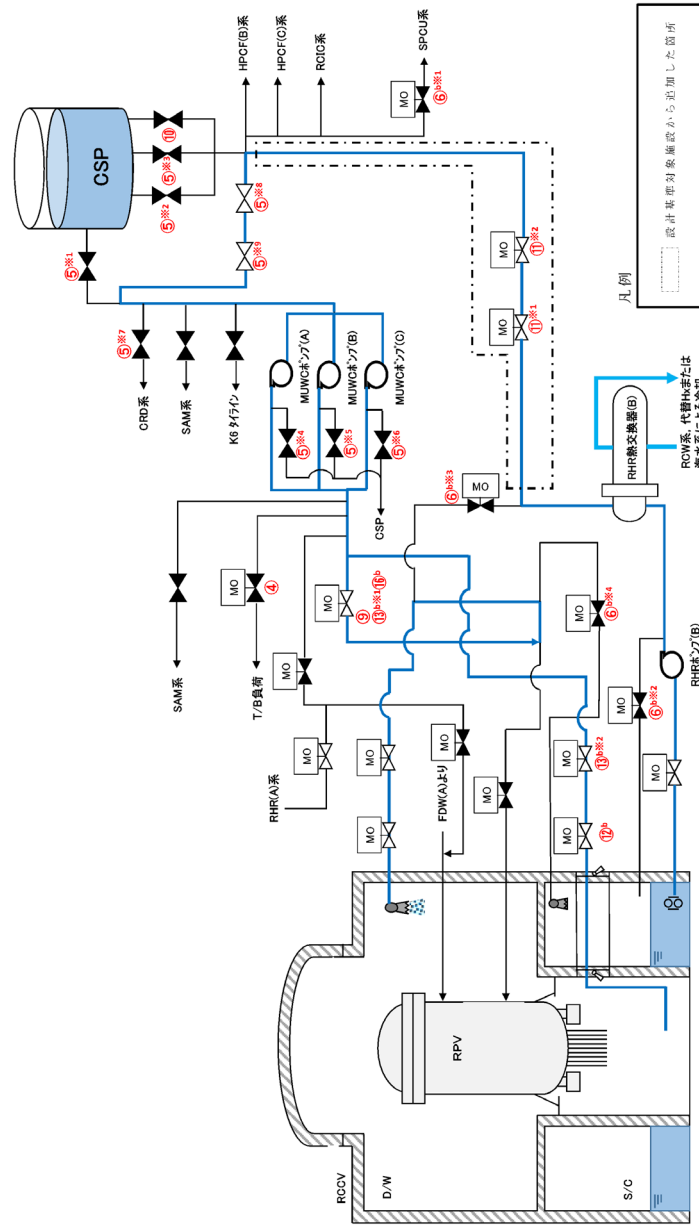 CSP
⑤※1
⑤※2
⑤※3
⑩
⑤※7
CRD系
SAM系
K6 タイライン
⑤※9
⑤※8
HPCF(B)系
HPCF(C)系
RCIC系
MO
⑥b※1
SPCU系
SAM系
MO
④
T/B負荷
⑤※4
⑤※5
⑤※6
CSP
MUWCポンプ(A)
MUWCポンプ(B)
MUWCポンプ(C)
MO
MO
RHR(A)系
MO
⑨
⑬b※1 ⑯b
MO
MO
MO
FDW(A)より
MO
MO
⑥b※3
MO
⑪※1
MO
⑪※2
RCCV
D/W
RPV
MO
⑥b※4
MO
⑫b
MO
⑬b※2
S/C
MO
⑥b※2
MO
RHRポンプ(B)
RHR熱交換器(B)
RCW系, 代替Hxまたは
凡例
設計基準対象施設から追加した箇所